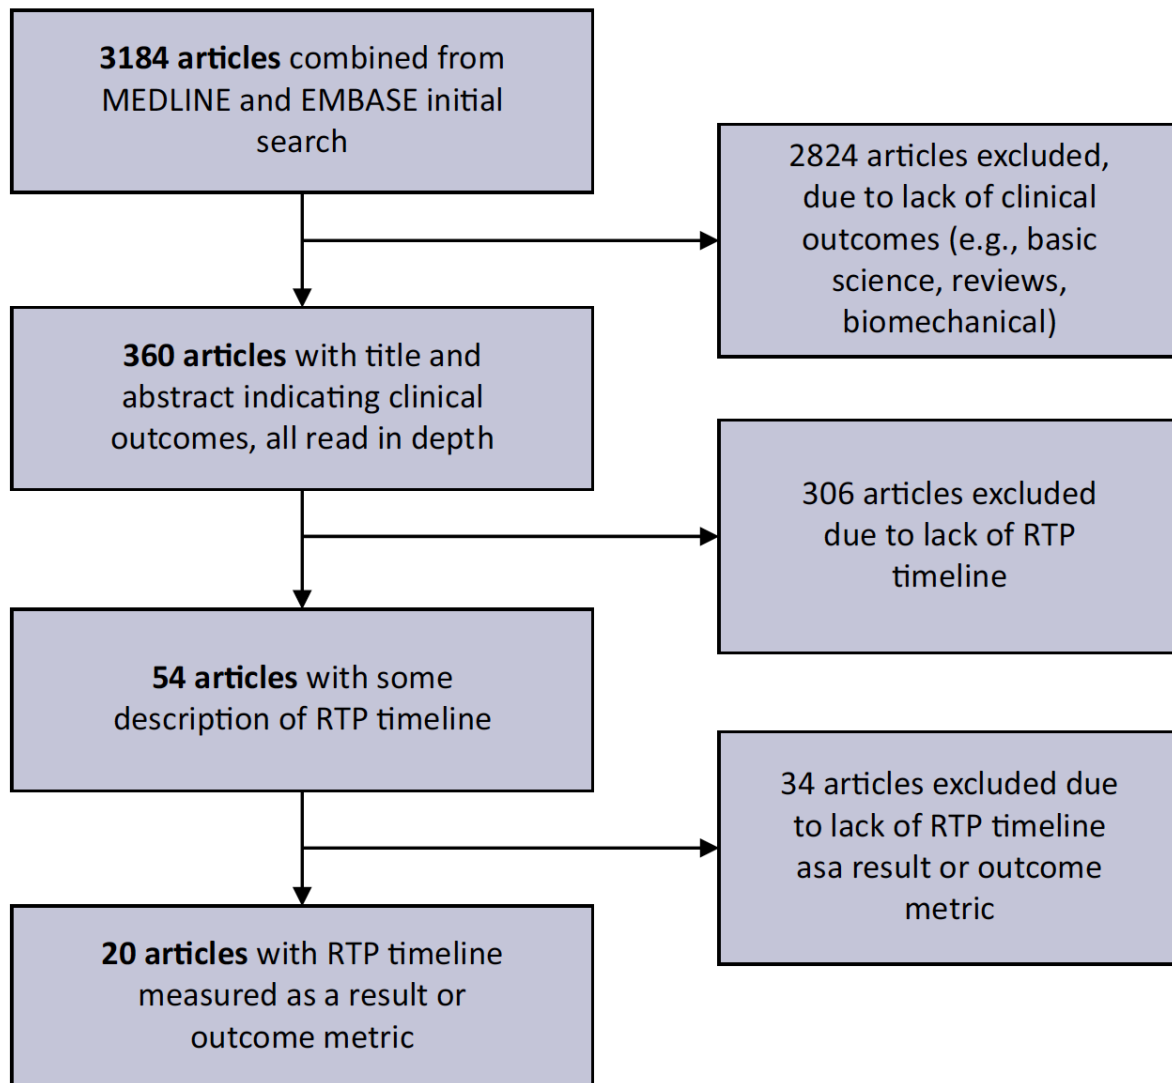 3184 articles combined from
MEDLINE and EMBASE initial
search
2824 articles excluded,
due to lack of clinical
outcomes (e.g., basic
science, reviews,
biomechanical)
360 articles with title and
abstract indicating clinical
outcomes, all read in depth
306 articles excluded
due to lack of RTP
timeline
54 articles with some
description of RTP timeline
34 articles excluded due
to lack of RTP timeline
asa result or outcome
metric
20 articles with RTP timeline
measured as a result or
outcome metric